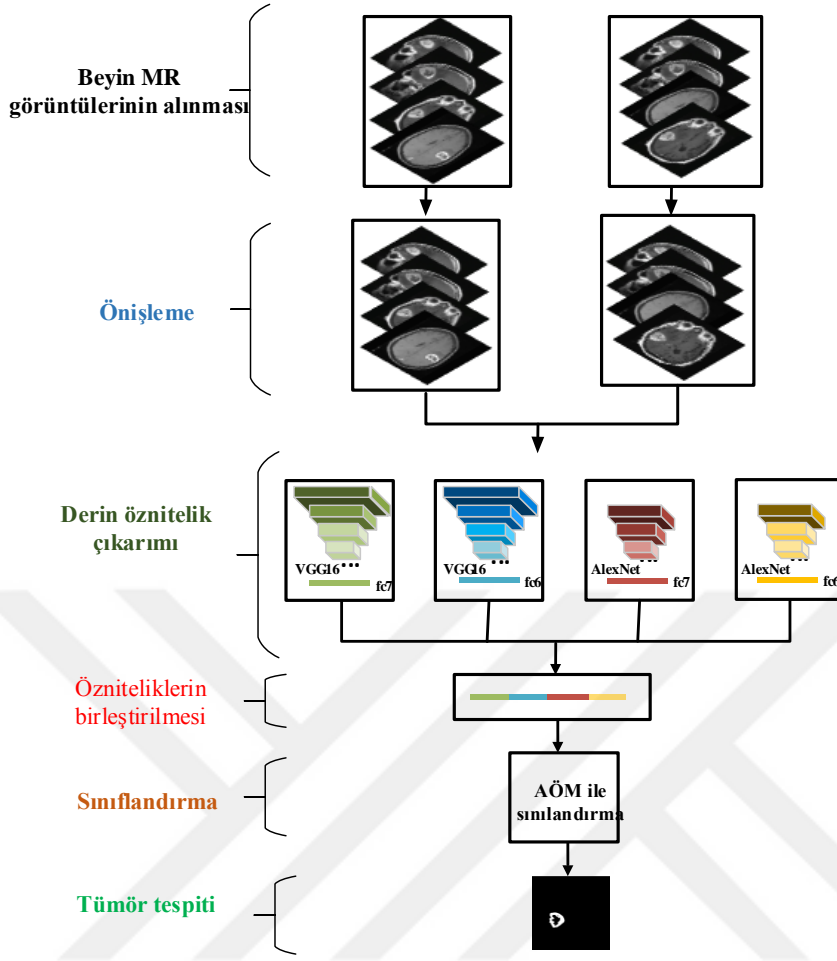 Beyin MR
görüntülerinin alınması
Önişleme
Derin öznitelik
çıkarımı
VGG16
fc7
VGG16
fc6
AlexNet
fc7
AlexNet
fc6
Özniteliklerin
birleştirilmesi
Sınıflandırma
AÖM ile
sınılandırma
Tümör tespiti